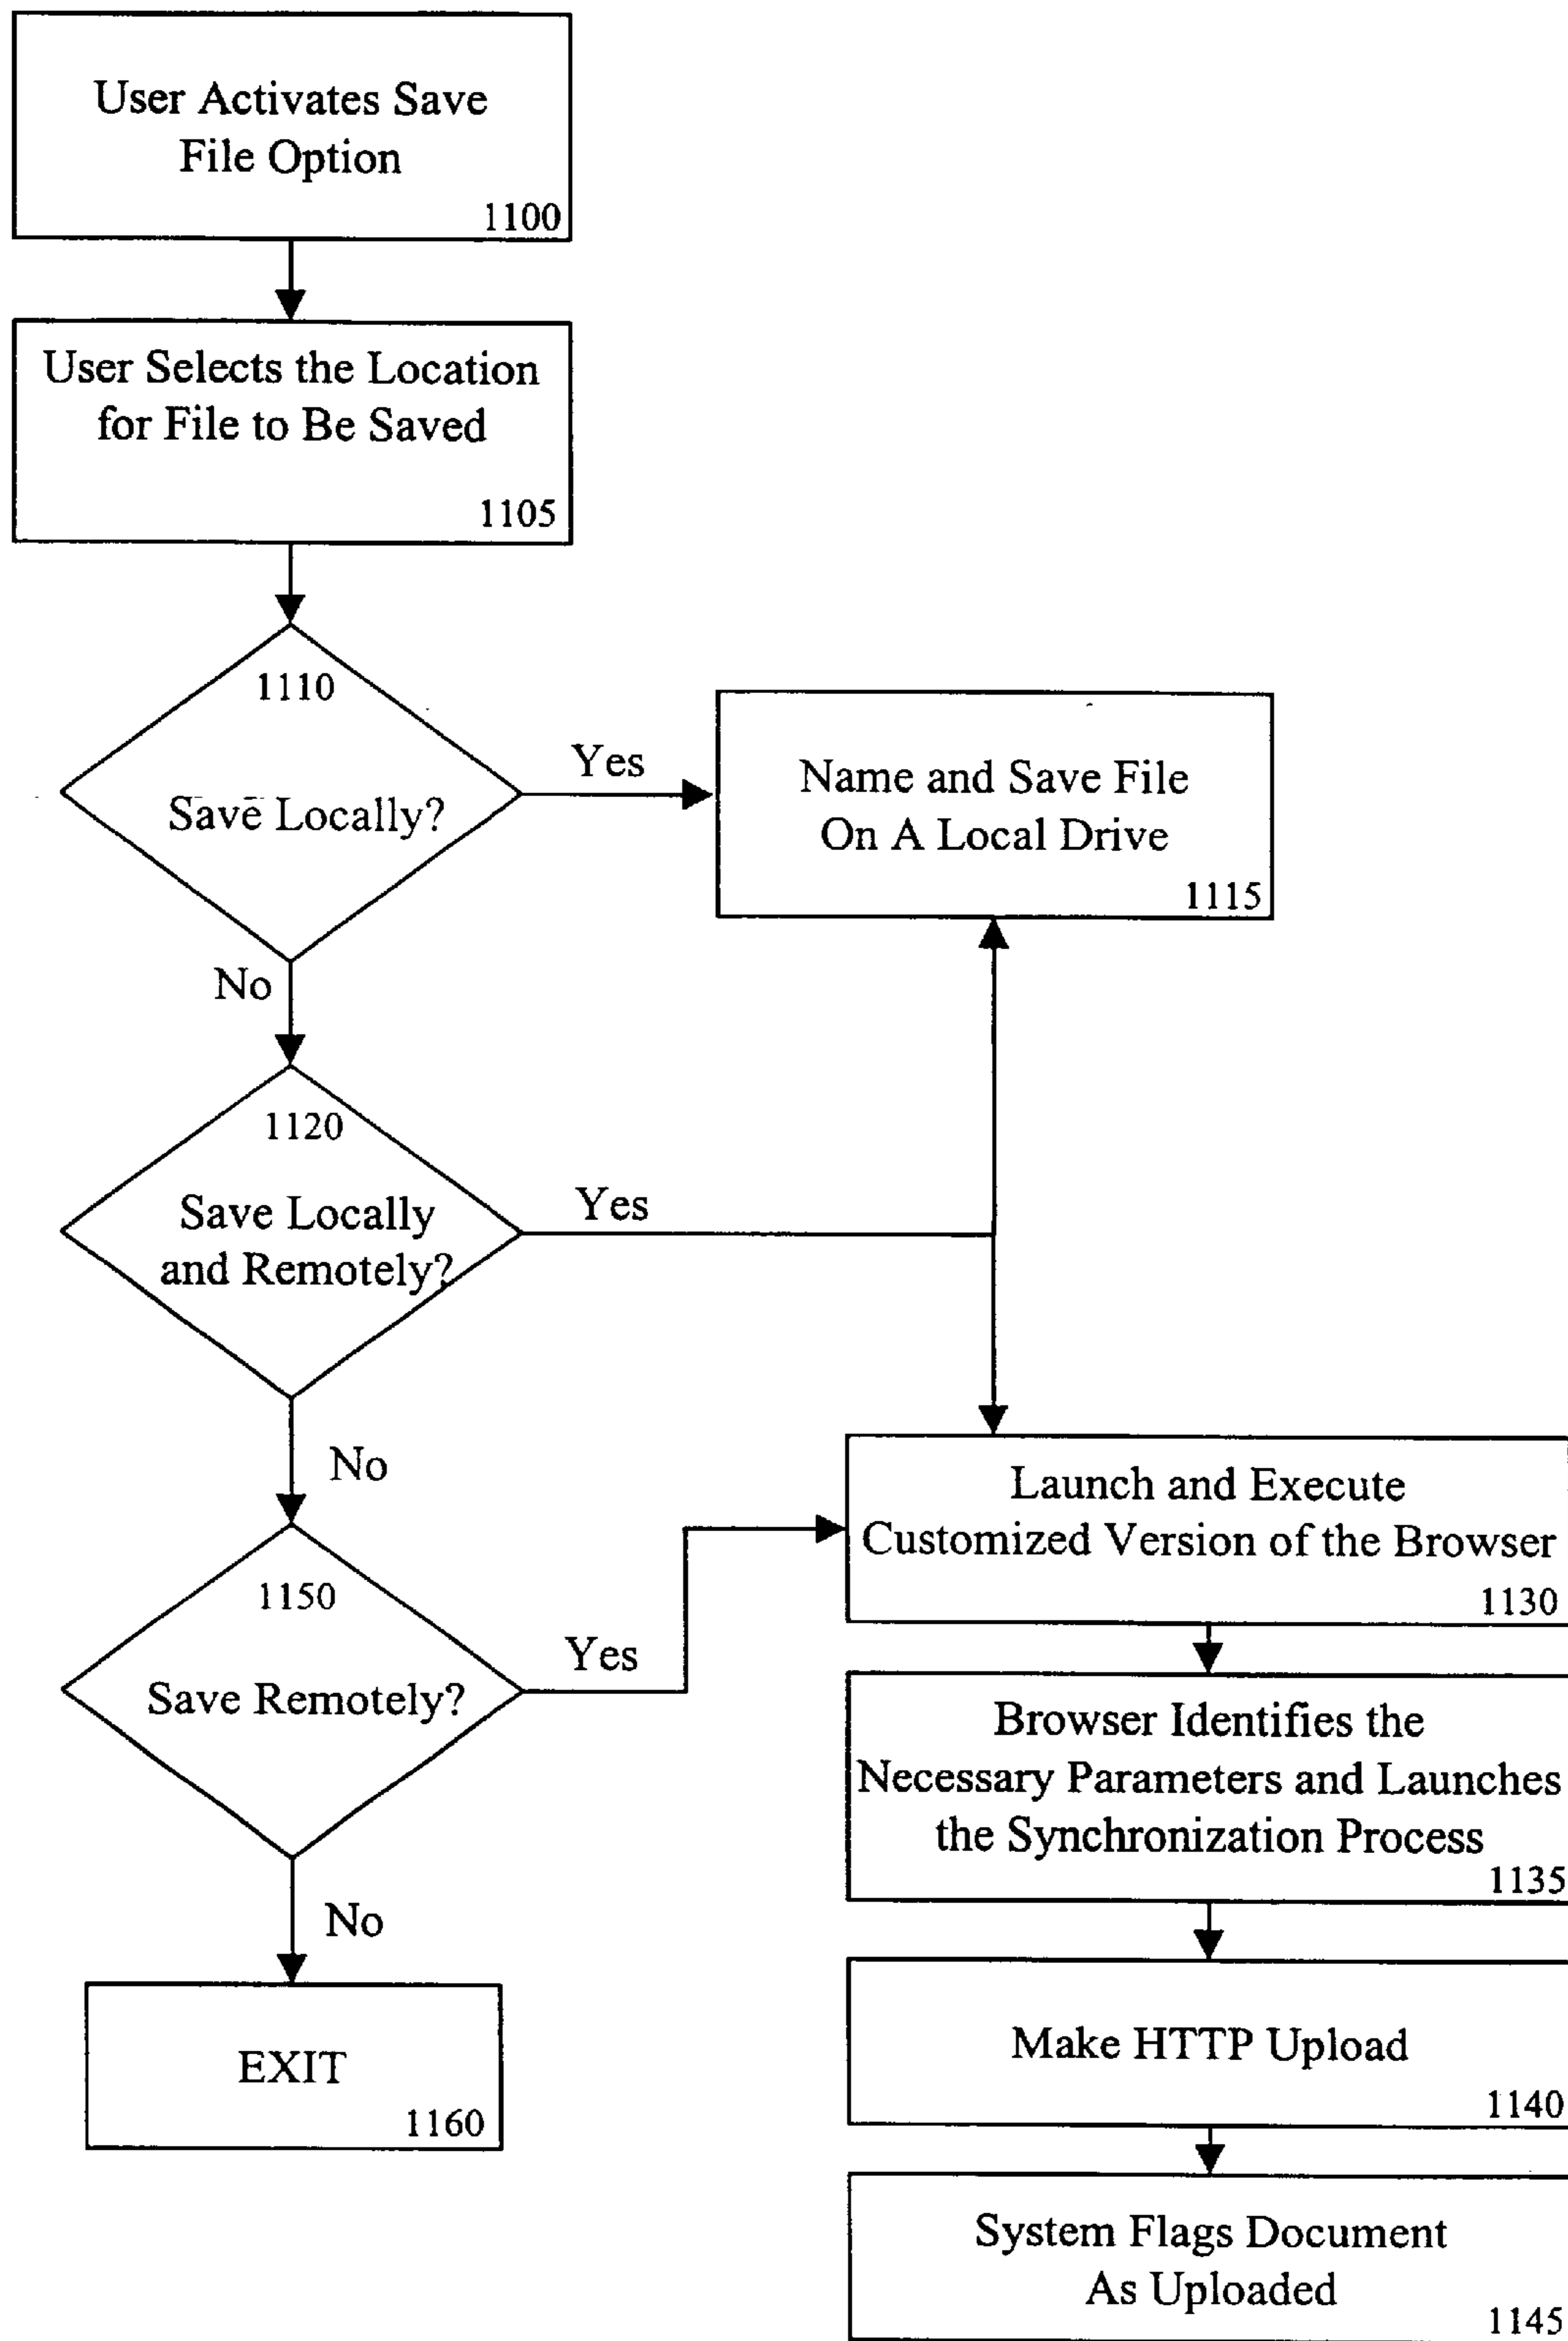 User Activates Save
File Option
1100
User Selects the Location
for File to Be Saved
1105
1110
Save Locally?
Yes
Name and Save File
On A Local Drive
1115
No
1120
Save Locally
and Remotely?
Yes
No
Launch and Execute
Customized Version of the Browser
1130
1150
Save Remotely?
Yes
Browser Identifies the
Necessary Parameters and Launches
the Synchronization Process
1135
No
EXIT
1160
Make HTTP Upload
1140
System Flags Document
As Uploaded
1145